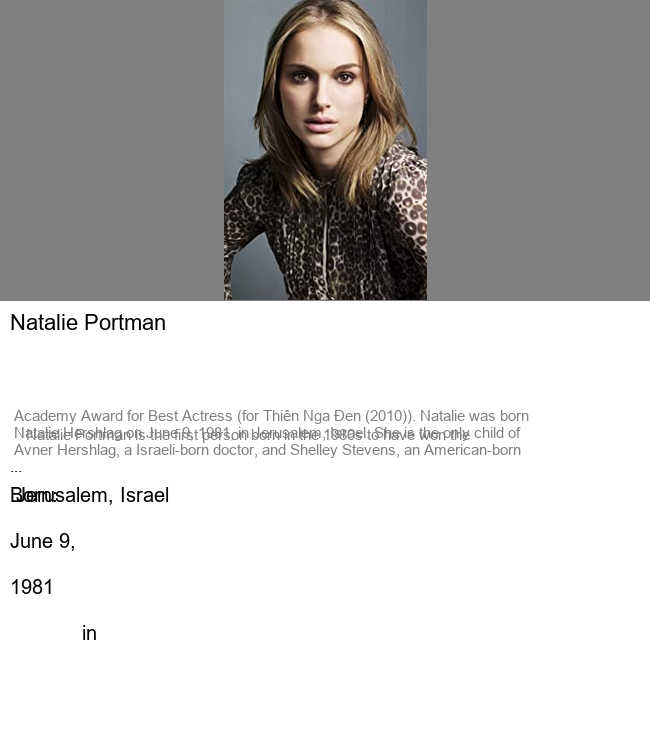 Natalie Portman
Natalie Portman is the first person born in the 1980s to have won the
Academy Award for Best Actress (for Thiên Nga Đen (2010)). Natalie was born
Natalie Hershlag on June 9, 1981, in Jerusalem, Israel. She is the only child of
Avner Hershlag, a Israeli-born doctor, and Shelley Stevens, an American-born
...
Born:
Jerusalem, Israel
June 9,
1981
in